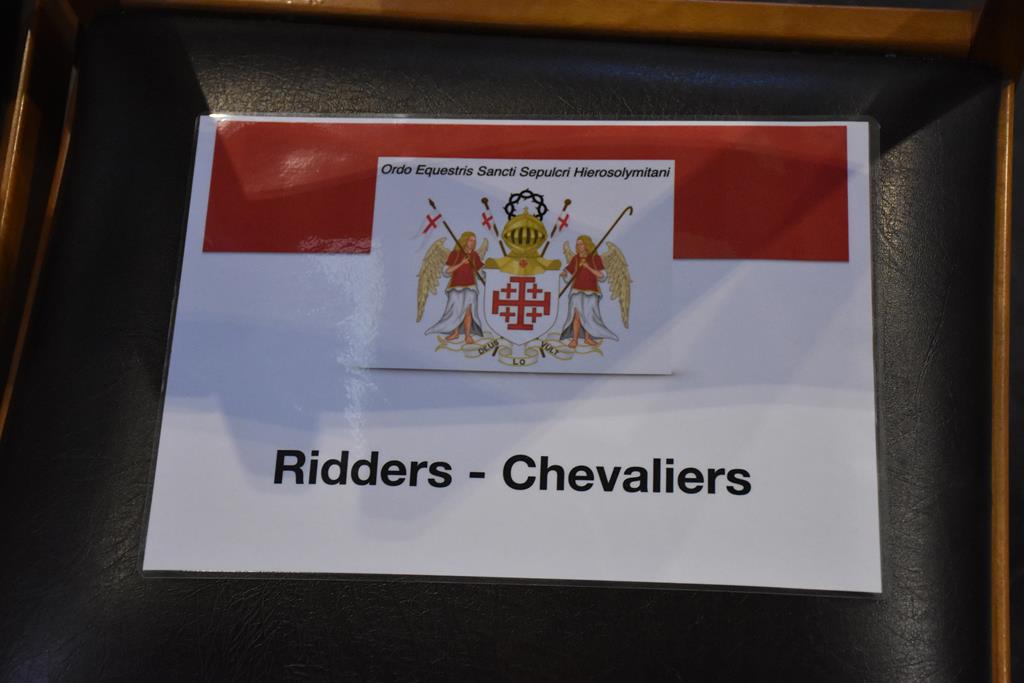 Ordo Equestris Sancti Sepulcri Hierosolymitani
DEUS LO VULT
Ridders - Chevaliers